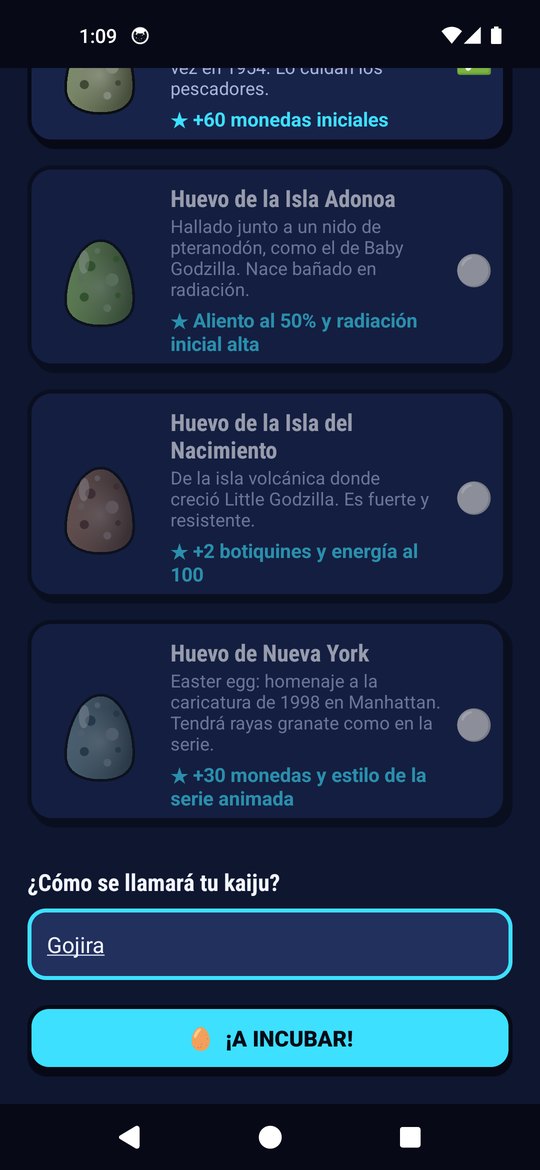 1:09
vez en 1954. Lo cuidan los
pescadores.
★ +60 monedas iniciales
Huevo de la Isla Adonoa
Hallado junto a un nido de
pteranodón, como el de Baby
Godzilla. Nace bañado en
radiación.
★ Aliento al 50% y radiación
inicial alta
Huevo de la Isla del
Nacimiento
De la isla volcánica donde
creció Little Godzilla. Es fuerte y
resistente.
★ +2 botiquines y energía al
100
Huevo de Nueva York
Easter egg: homenaje a la
caricatura de 1998 en Manhattan.
Tendrá rayas granate como en la
serie.
★ +30 monedas y estilo de la
serie animada
¿Cómo se llamará tu kaiju?
Gojira
¡A INCUBAR!